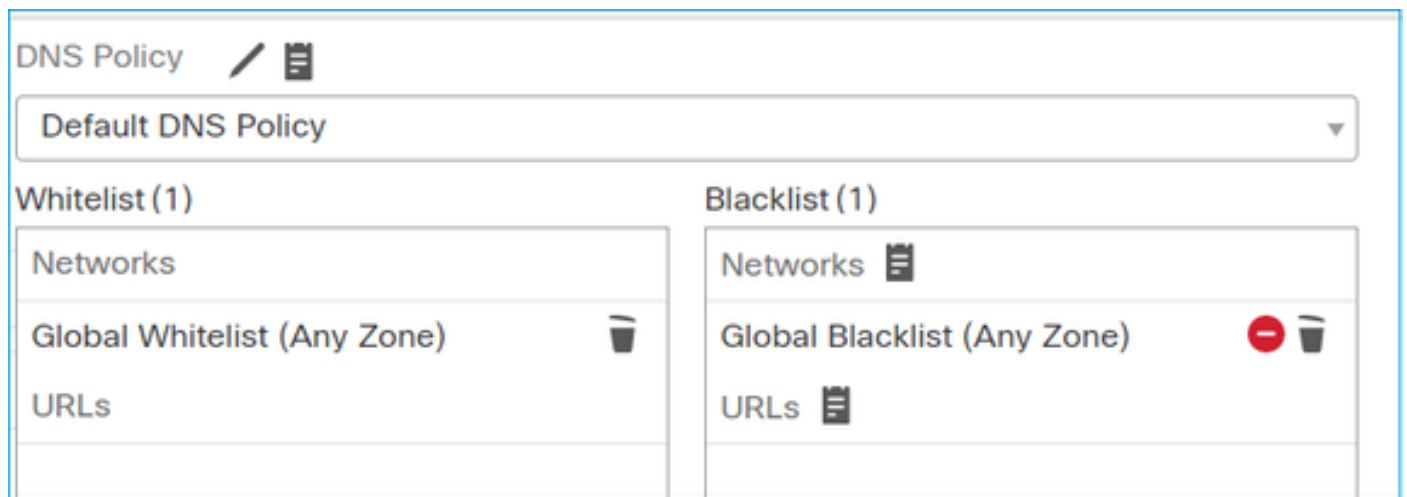 DNS Policy
Default DNS Policy
Whitelist (1)
Blacklist (1)
Networks
Networks
Global Whitelist (Any Zone)
Global Blacklist (Any Zone)
URLs
URLs